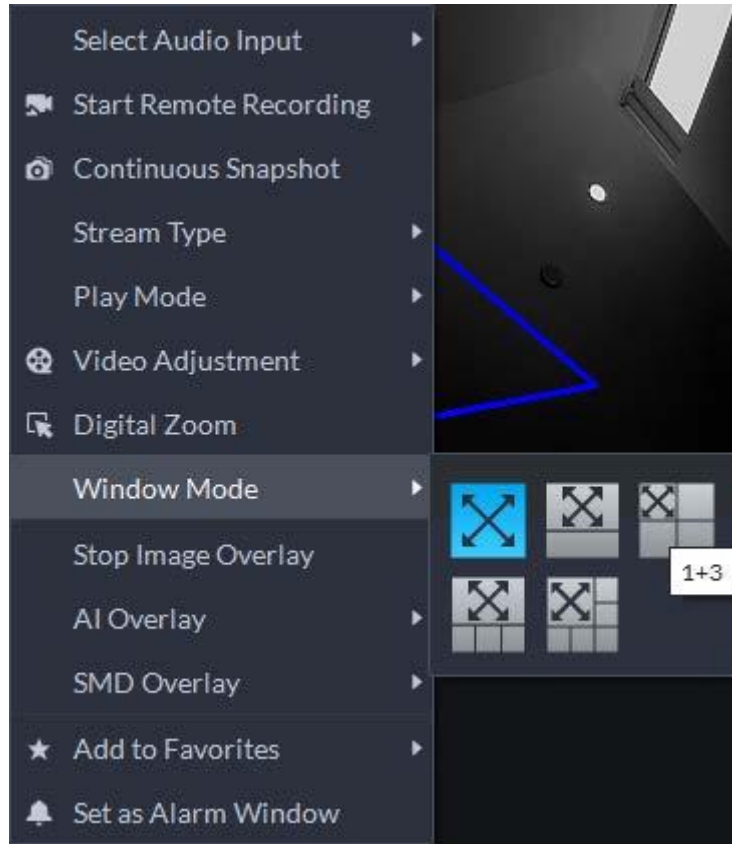 Select Audio Input
Start Remote Recording
Continuous Snapshot
Stream Type
Play Mode
Video Adjustment
Digital Zoom
Window Mode
1+3
Stop Image Overlay
AI Overlay
SMD Overlay
Add to Favorites
Set as Alarm Window